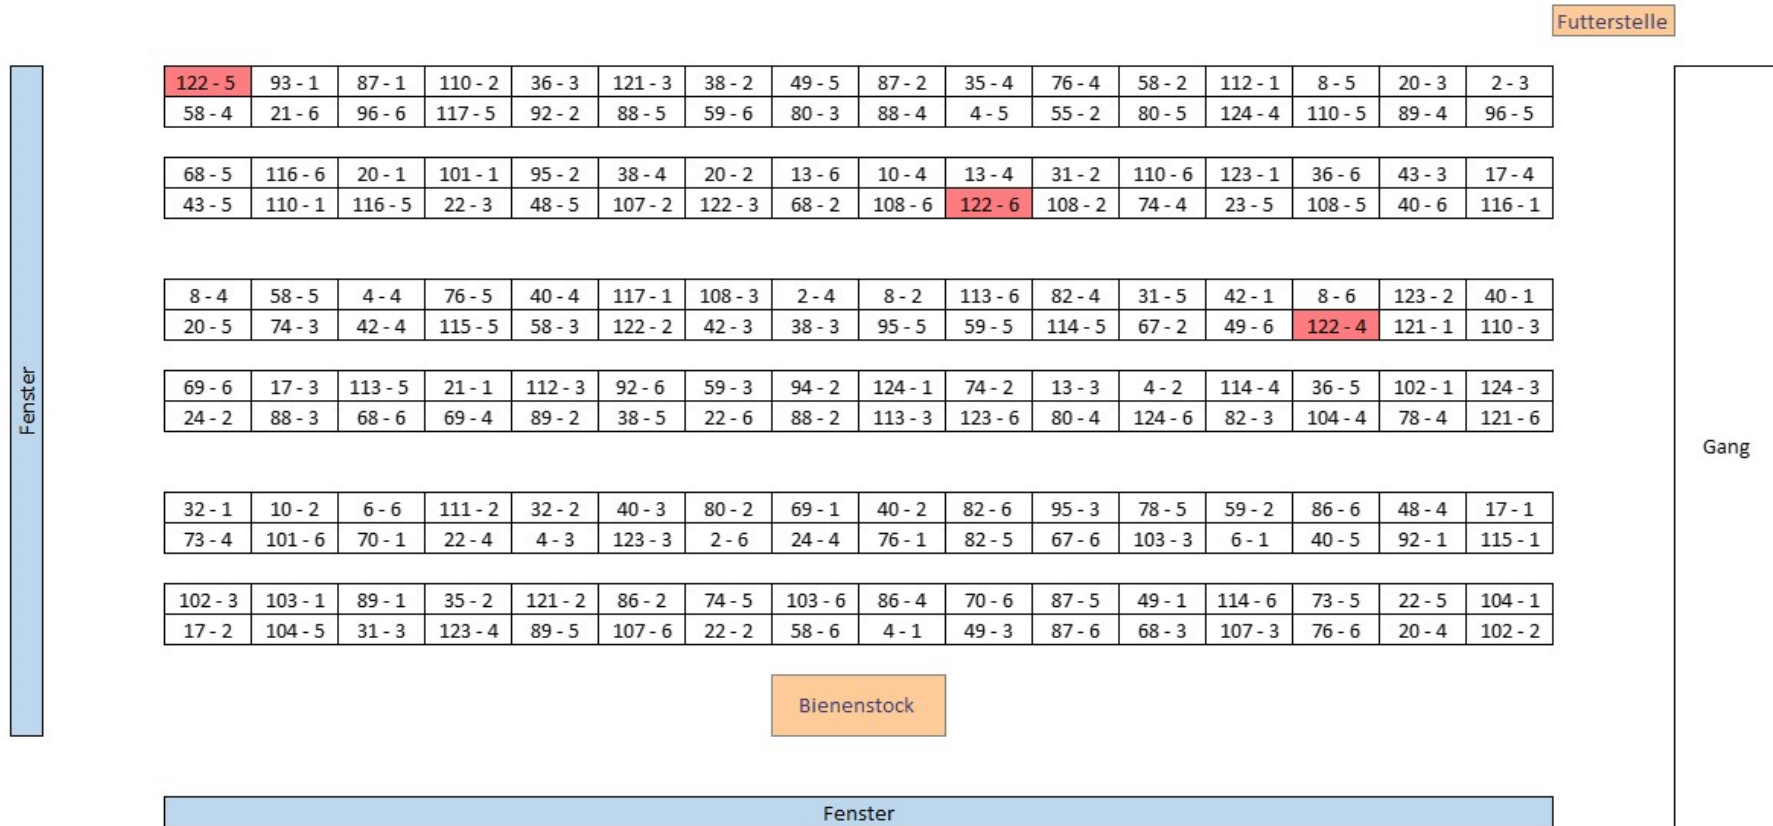 Futterstelle
122 - 5 93 - 1 87 - 1 110 - 2 36 - 3 121 - 3 38 - 2 49 - 5 87 - 2 35 - 4 76 - 4 58 - 2 112 - 1 8 - 5 20 - 3 2 - 3
58 - 4 21 - 6 96 - 6 117 - 5 92 - 2 88 - 5 59 - 6 80 - 3 88 - 4 4 - 5 55 - 2 80 - 5 124 - 4 110 - 5 89 - 4 96 - 5
68 - 5 116 - 6 20 - 1 101 - 1 95 - 2 38 - 4 20 - 2 13 - 6 10 - 4 13 - 4 31 - 2 110 - 6 123 - 1 36 - 6 43 - 3 17 - 4
43 - 5 110 - 1 116 - 5 22 - 3 48 - 5 107 - 2 122 - 3 68 - 2 108 - 6 122 - 6 108 - 2 74 - 4 23 - 5 108 - 5 40 - 6 116 - 1
8 - 4 58 - 5 4 - 4 76 - 5 40 - 4 117 - 1 108 - 3 2 - 4 8 - 2 113 - 6 82 - 4 31 - 5 42 - 1 8 - 6 123 - 2 40 - 1
20 - 5 74 - 3 42 - 4 115 - 5 58 - 3 122 - 2 42 - 3 38 - 3 95 - 5 59 - 5 114 - 5 67 - 2 49 - 6 122 - 4 121 - 1 110 - 3
69 - 6 17 - 3 113 - 5 21 - 1 112 - 3 92 - 6 59 - 3 94 - 2 124 - 1 74 - 2 13 - 3 4 - 2 114 - 4 36 - 5 102 - 1 124 - 3
24 - 2 88 - 3 68 - 6 69 - 4 89 - 2 38 - 5 22 - 6 88 - 2 113 - 3 123 - 6 80 - 4 124 - 6 82 - 3 104 - 4 78 - 4 121 - 6
Fenster
Gang
32 - 1 10 - 2 6 - 6 111 - 2 32 - 2 40 - 3 80 - 2 69 - 1 40 - 2 82 - 6 95 - 3 78 - 5 59 - 2 86 - 6 48 - 4 17 - 1
73 - 4 101 - 6 70 - 1 22 - 4 4 - 3 123 - 3 2 - 6 24 - 4 76 - 1 82 - 5 67 - 6 103 - 3 6 - 1 40 - 5 92 - 1 115 - 1
102 - 3 103 - 1 89 - 1 35 - 2 121 - 2 86 - 2 74 - 5 103 - 6 86 - 4 70 - 6 87 - 5 49 - 1 114 - 6 73 - 5 22 - 5 104 - 1
17 - 2 104 - 5 31 - 3 123 - 4 89 - 5 107 - 6 22 - 2 58 - 6 4 - 1 49 - 3 87 - 6 68 - 3 107 - 3 76 - 6 20 - 4 102 - 2
Bienenstock
Fenster